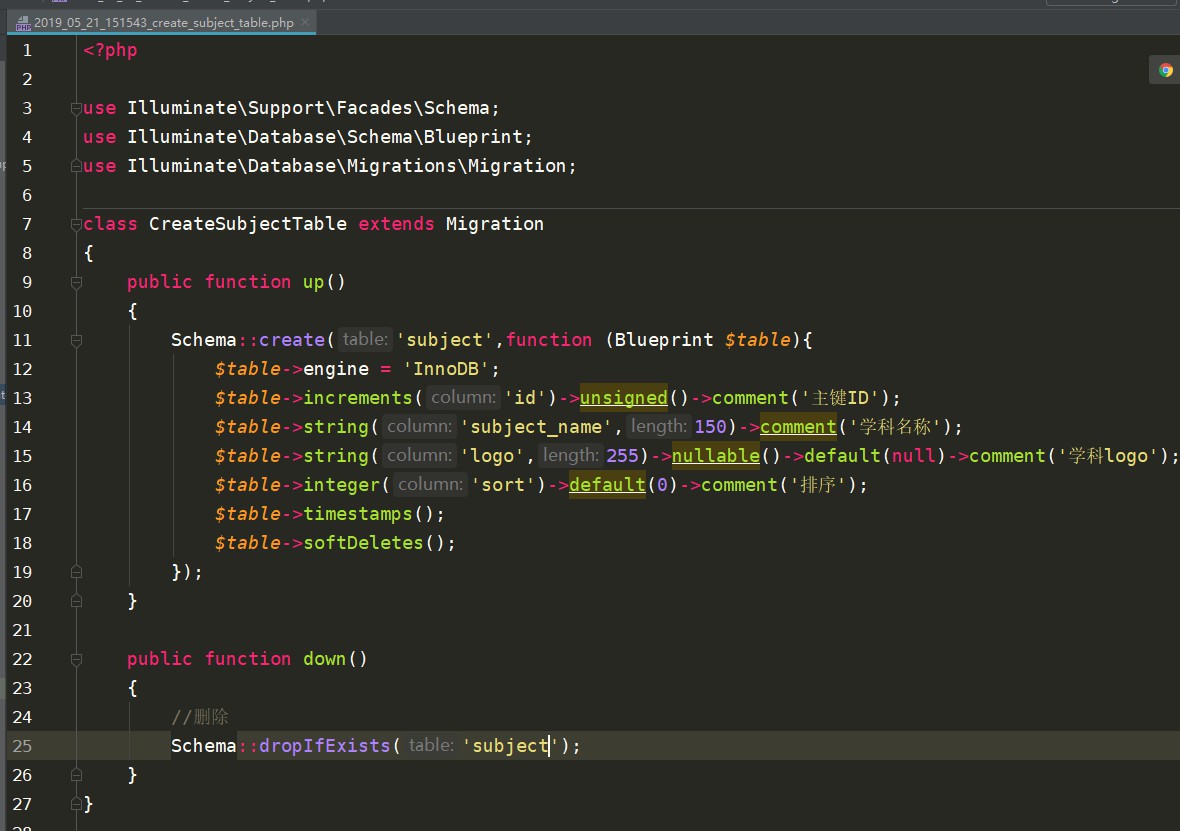 2019_05_21_151543_create_subject_table.php
1 <?php
2
3 use Illuminate\Support\Facades\Schema;
4 use Illuminate\Database\Schema\Blueprint;
5 use Illuminate\Database\Migrations\Migration;
6
7 class CreateSubjectTable extends Migration
8 {
9 public function up()
10 {
11 Schema::create( table: 'subject',function (Blueprint $table){
12 $table->engine = 'InnoDB';
13 $table->increments( column: 'id')->unsigned()->comment('主键ID');
14 $table->string( column: 'subject_name', length: 150)->comment('学科名称');
15 $table->string( column: 'logo', length: 255)->nullable()->default(null)->comment('学科logo');
16 $table->integer( column: 'sort')->default(0)->comment('排序');
17 $table->timestamps();
18 $table->softDeletes();
19 });
20 }
21
22 public function down()
23 {
24 //删除
25 Schema::dropIfExists( table: 'subject');
26 }
27 }